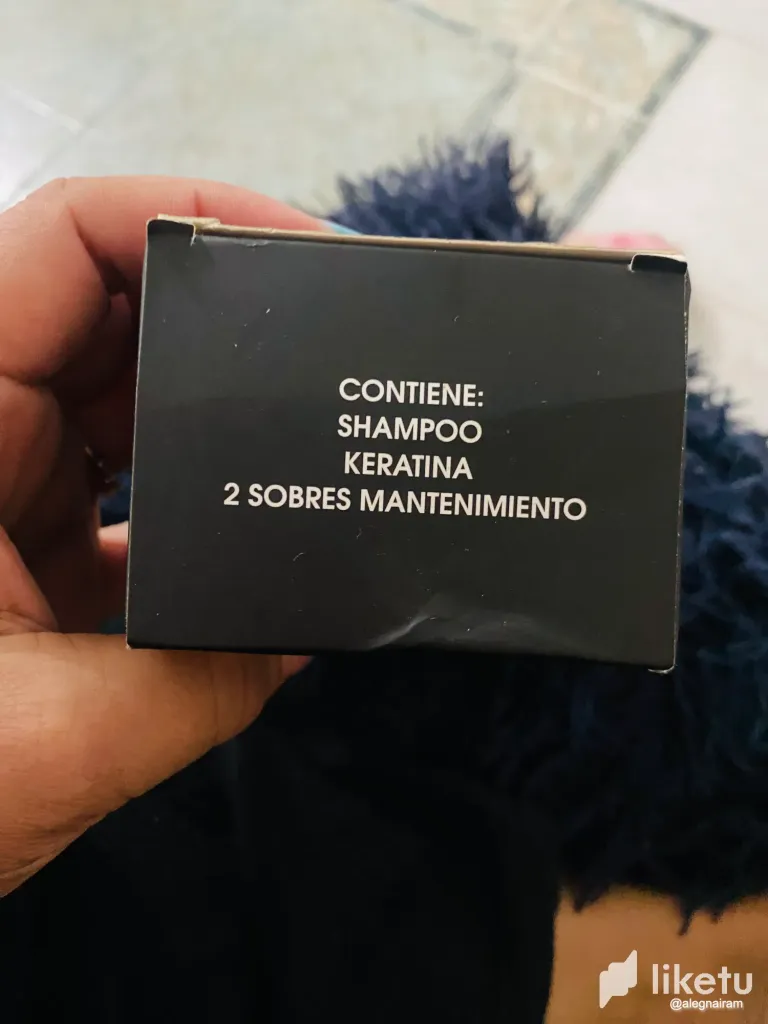 CONTIENE:
SHAMPOO
KERATINA
2 SOBRES MANTENIMIENTO
liketu
@alegnairam